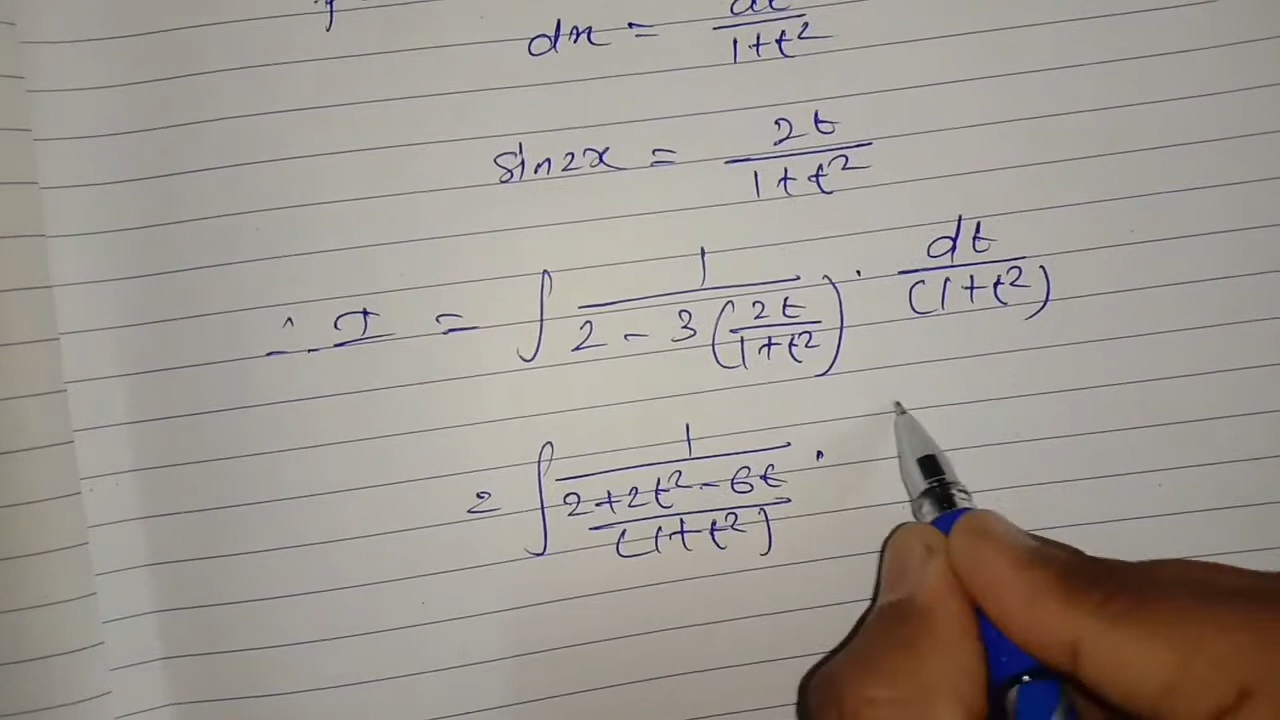 dx = dt/1+t²
sin2x = 2t/1+t²
∴ I = ∫ 1/2 - 3(2t/1+t²) · dt/(1+t²)
= ∫ 1/2+2t²-6t/(1+t²) ·